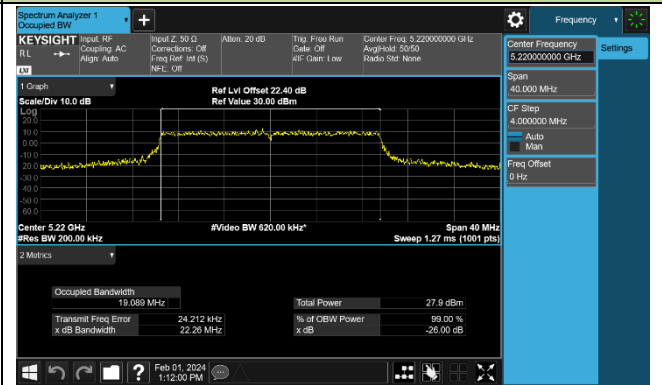 Spectrum Analyzer 1
Occupied BW
+
Frequency
KEYSIGHT
RL
LXI
Input: RF
Coupling: AC
Align: Auto
Input Z: 50 Ω
Corrections: Off
Freq Ref: Int (S)
NFE: Off
Atten: 20 dB
Trig: Free Run
Gate: Off
#IF Gain: Low
Center Freq: 5.220000000 GHz
Avg|Hold: 50/50
Radio Std: None
Center Frequency
5.220000000 GHz
Settings
Span
40.000 MHz
CF Step
4.000000 MHz
Auto
Man
Freq Offset
0 Hz
1 Graph
Scale/Div 10.0 dB
Ref Lvl Offset 22.40 dB
Ref Value 30.00 dBm
Log
20.0
10.0
0.00
-10.0
-20.0
-30.0
-40.0
-50.0
-60.0
Center 5.22 GHz
#Video BW 620.00 kHz*
Span 40 MHz
#Res BW 200.00 kHz
Sweep 1.27 ms (1001 pts)
2 Metrics
Occupied Bandwidth
19.089 MHz
Total Power 27.9 dBm
Transmit Freq Error 24.212 kHz
% of OBW Power 99.00 %
x dB Bandwidth 22.26 MHz
x dB -26.00 dB
?
Feb 01, 2024
1:12:00 PM